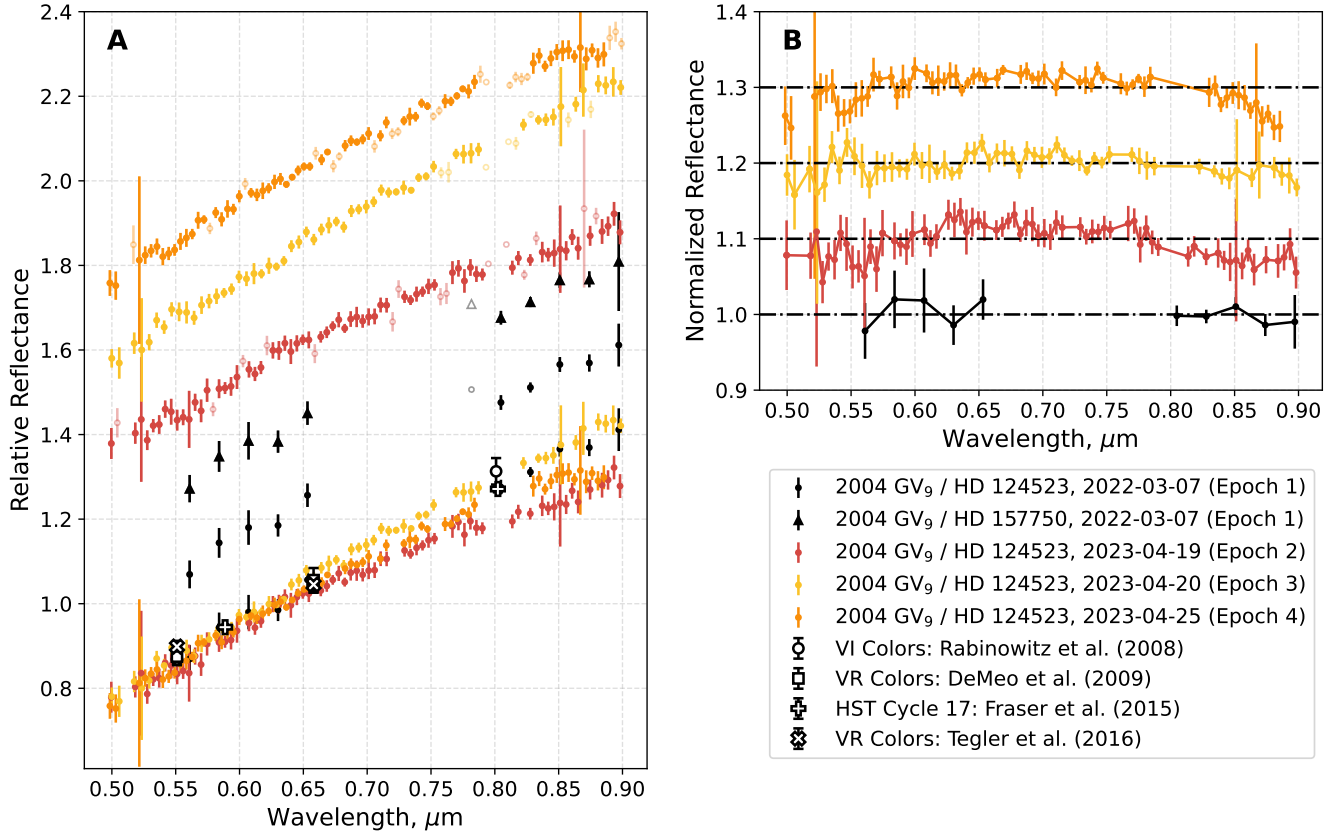 A
2.4
2.2
2.0
1.8
1.6
1.4
1.2
1.0
0.8
Relative Reflectance
0.50 0.55 0.60 0.65 0.70 0.75 0.80 0.85 0.90
Wavelength, μm
B
1.4
1.3
1.2
1.1
1.0
0.9
Normalized Reflectance
0.50 0.55 0.60 0.65 0.70 0.75 0.80 0.85 0.90
Wavelength, μm
2004 GV₉ / HD 124523, 2022-03-07 (Epoch 1)
2004 GV₉ / HD 157750, 2022-03-07 (Epoch 1)
2004 GV₉ / HD 124523, 2023-04-19 (Epoch 2)
2004 GV₉ / HD 124523, 2023-04-20 (Epoch 3)
2004 GV₉ / HD 124523, 2023-04-25 (Epoch 4)
VI Colors: Rabinowitz et al. (2008)
VR Colors: DeMeo et al. (2009)
HST Cycle 17: Fraser et al. (2015)
VR Colors: Tegler et al. (2016)